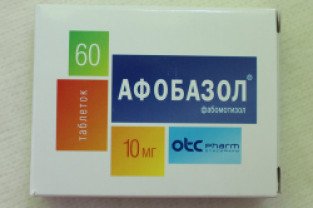 60
таблеток
АФОБАЗОЛ®
фабомотизол
10 мг
otc pharm